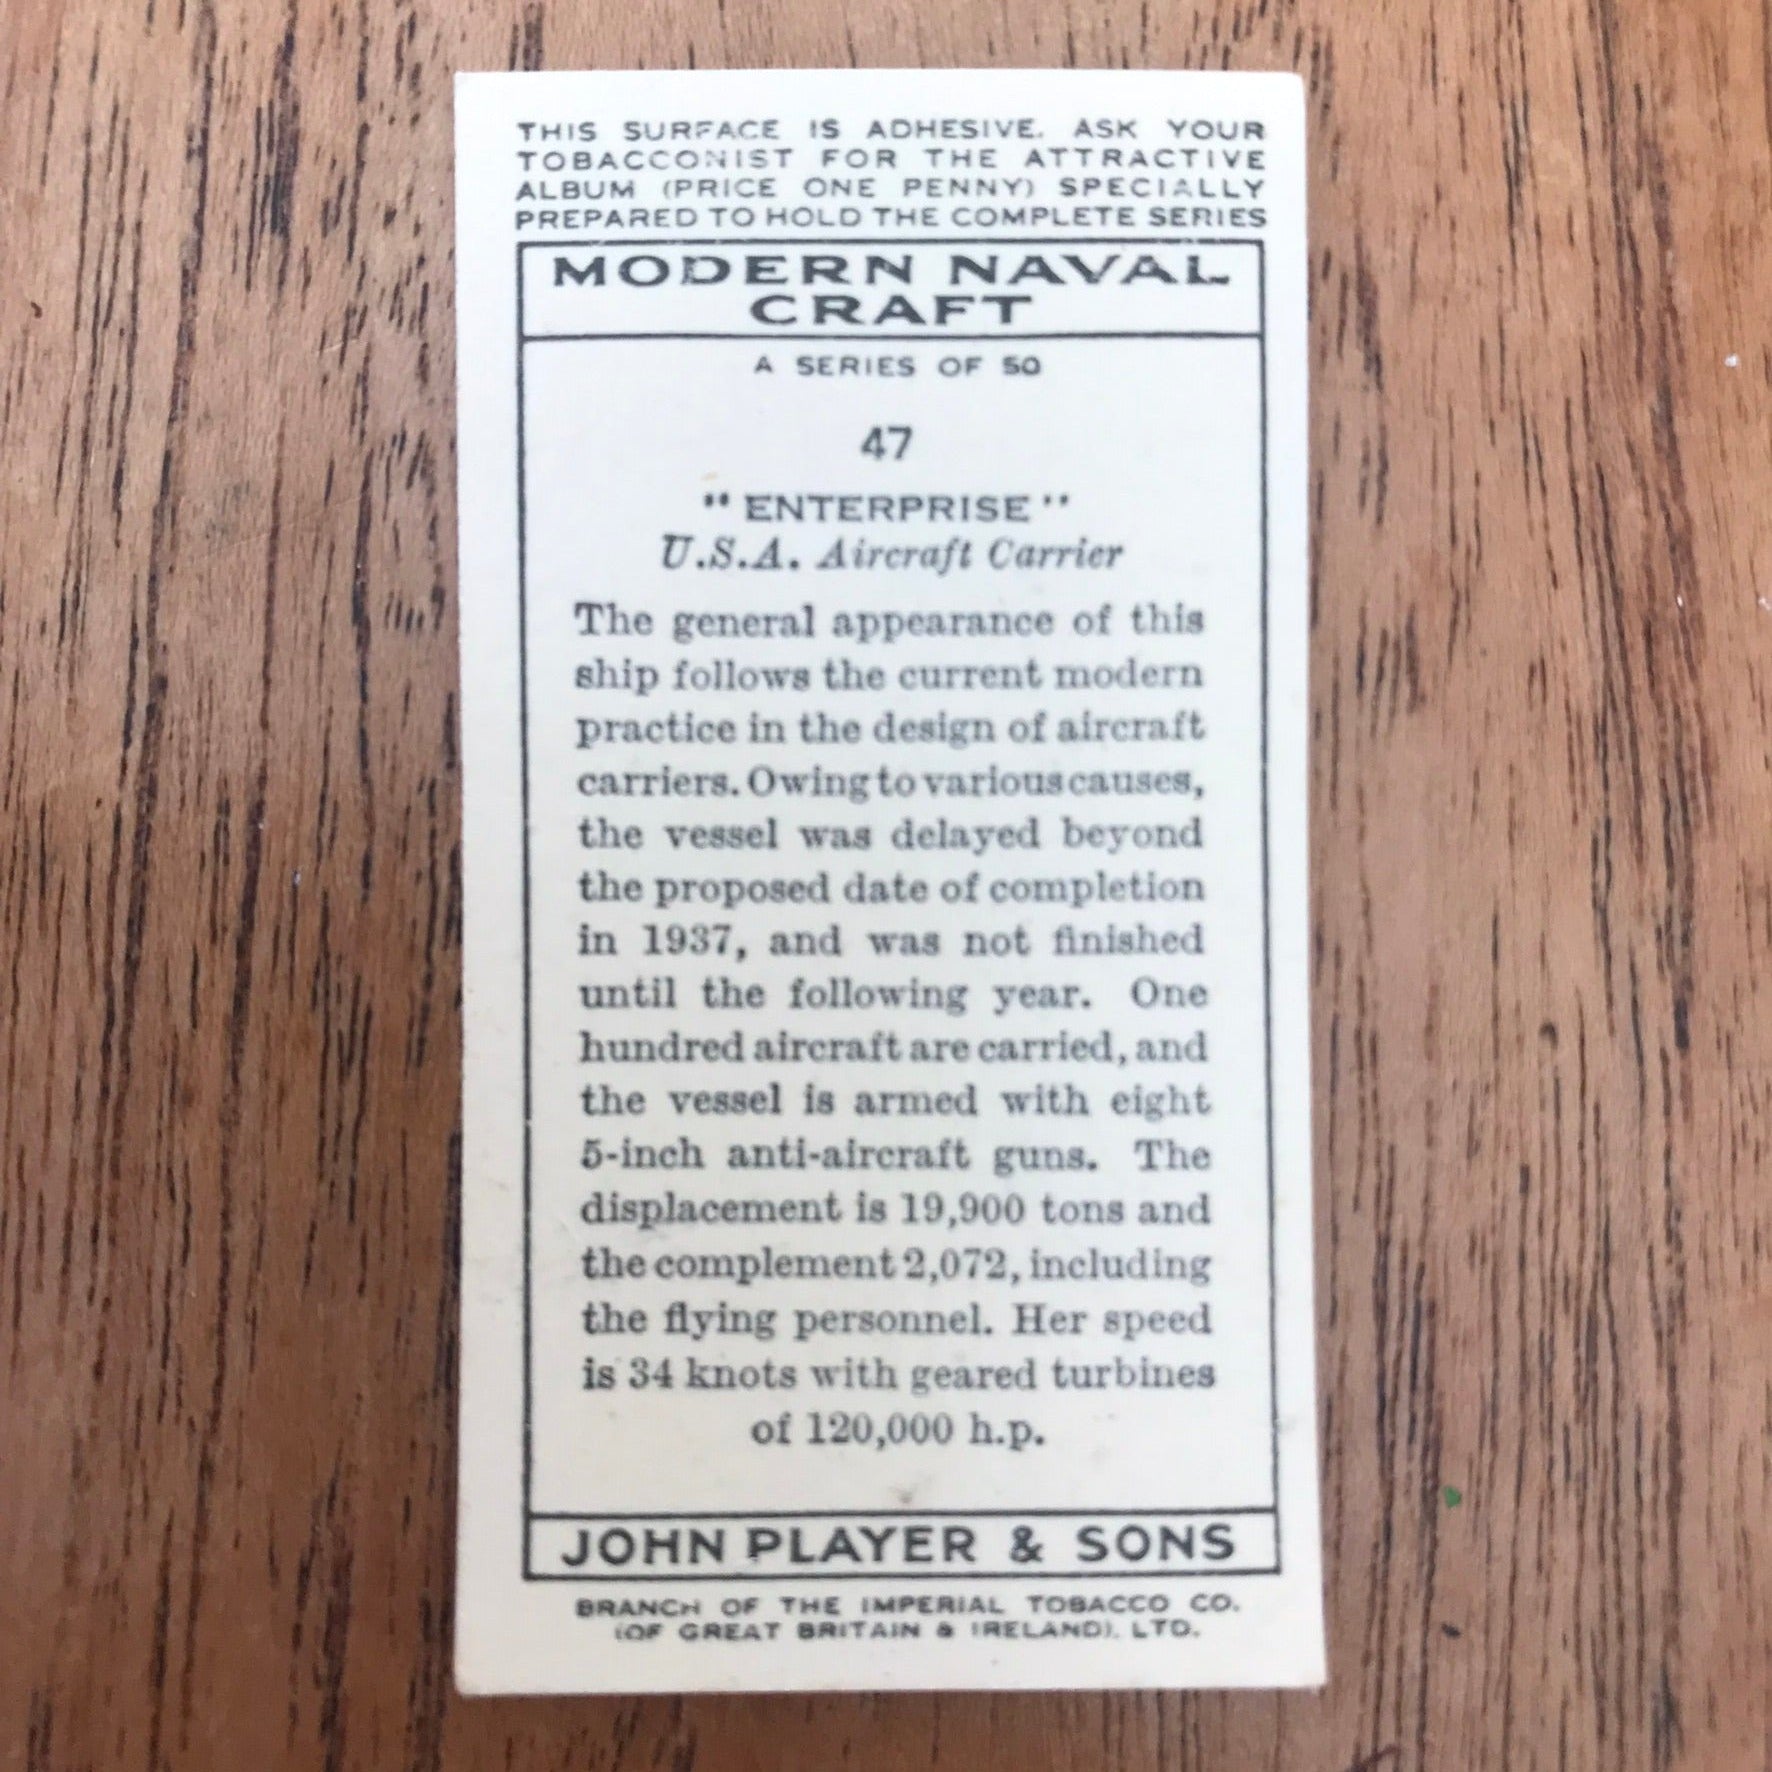 THIS SURFACE IS ADHESIVE. ASK YOUR
TOBACCONIST FOR THE ATTRACTIVE
ALBUM (PRICE ONE PENNY) SPECIALLY
PREPARED TO HOLD THE COMPLETE SERIES
MODERN NAVAL
CRAFT
A SERIES OF 50
47
"ENTERPRISE"
U.S.A. Aircraft Carrier
The general appearance of this
ship follows the current modern
practice in the design of aircraft
carriers. Owing to various causes,
the vessel was delayed beyond
the proposed date of completion
in 1937, and was not finished
until the following year. One
hundred aircraft are carried, and
the vessel is armed with eight
5-inch anti-aircraft guns. The
displacement is 19,900 tons and
the complement 2,072, including
the flying personnel. Her speed
is 34 knots with geared turbines
of 120,000 h.p.
JOHN PLAYER & SONS
BRANCH OF THE IMPERIAL TOBACCO CO.
(OF GREAT BRITAIN & IRELAND), LTD.